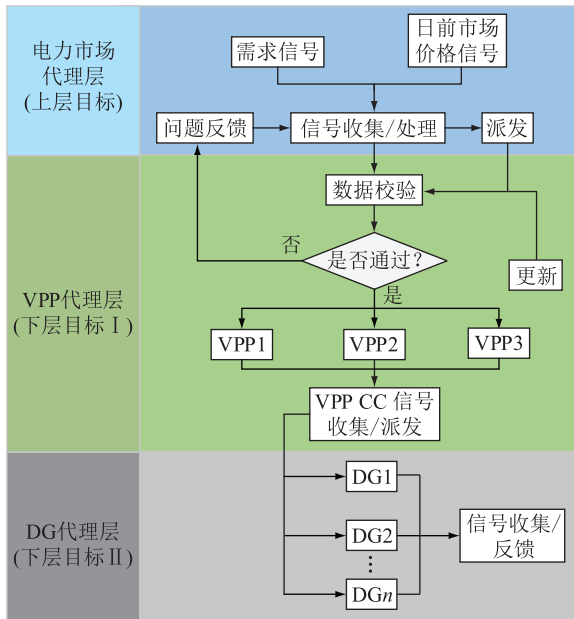 电力市场
代理层
(上层目标)
需求信号
日前市场
价格信号
问题反馈
信号收集/处理
派发
数据校验
否
是否通过?
更新
是
VPP代理层
(下层目标Ⅰ)
VPP1
VPP2
VPP3
VPP CC 信号
收集/派发
DG代理层
(下层目标Ⅱ)
DG1
DG2
⋮
DGn
信号收集/
反馈